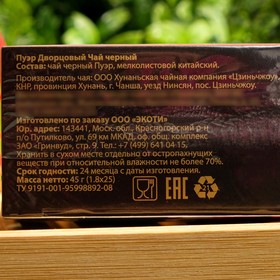 Пуэр Дворцовый Чай черный
Состав: чай черный Пуэр, мелколистовой китайский.
Производитель чая: ООО Хунаньская чайная компания «Цзиньчжоу»,
КНР, провинция Хунань, г. Чанша, уезд Нинсян, пос. Цзиньчжоу.
Изготовлено по заказу ООО "ЭКОТИ"
Юр. адрес: 143441, Моск. обл., Красногорский р-н
п/о Путилково, 69 км МКАД, оф. общ. комплекс
ЗАО «Гринвуд», стр. 9. Тел: +7 (499) 641 04-15.
Хранить в сухом месте отдельно от остропахнущих
веществ при относительной влажности не более 70%.
Срок годности: 24 месяца с даты изготовления.
Масса: 45 г (1.8х25)
ТУ 9191-001-95998892-08
EAC